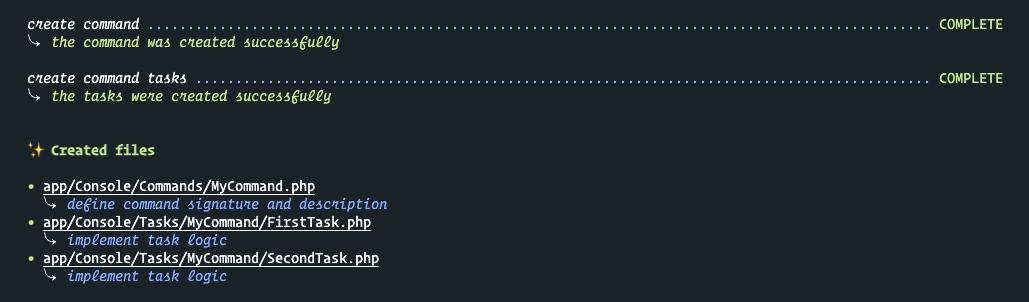 create command .................................................................................................. COMPLETE
⤷ the command was created successfully
create command tasks ............................................................................................ COMPLETE
⤷ the tasks were created successfully
✨ Created files
• app/Console/Commands/MyCommand.php
⤷ define command signature and description
• app/Console/Tasks/MyCommand/FirstTask.php
⤷ implement task logic
• app/Console/Tasks/MyCommand/SecondTask.php
⤷ implement task logic